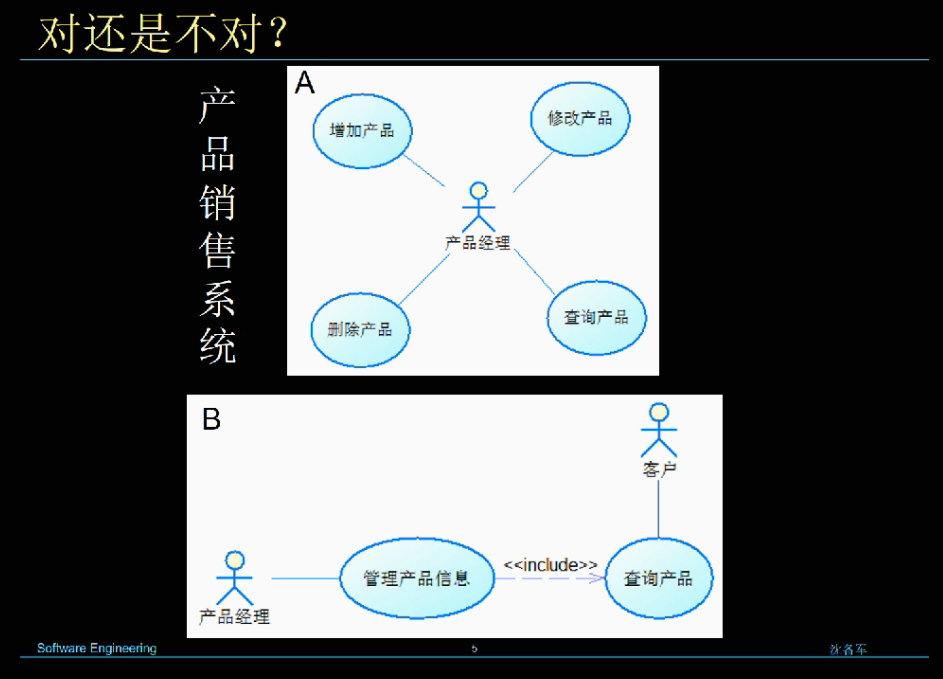 对还是不对?
产品销售系统
A
增加产品
修改产品
产品经理
删除产品
查询产品
B
客户
<<include>>
管理产品信息
查询产品
产品经理
Software Engineering
5